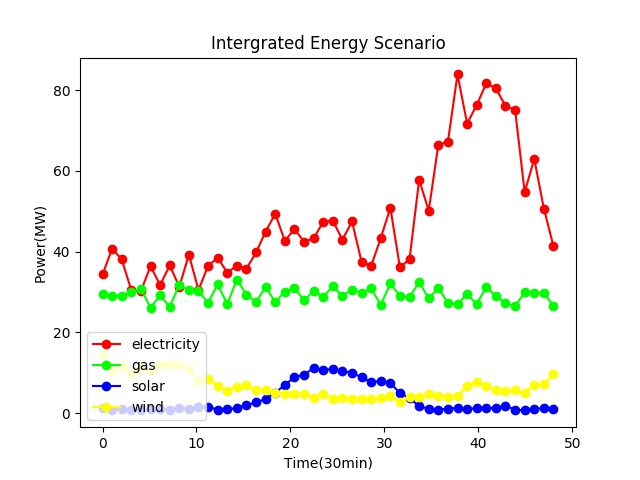 Intergrated Energy Scenario
Power(MW)
80
60
40
20
0
electricity
gas
solar
wind
0 10 20 30 40 50
Time(30min)